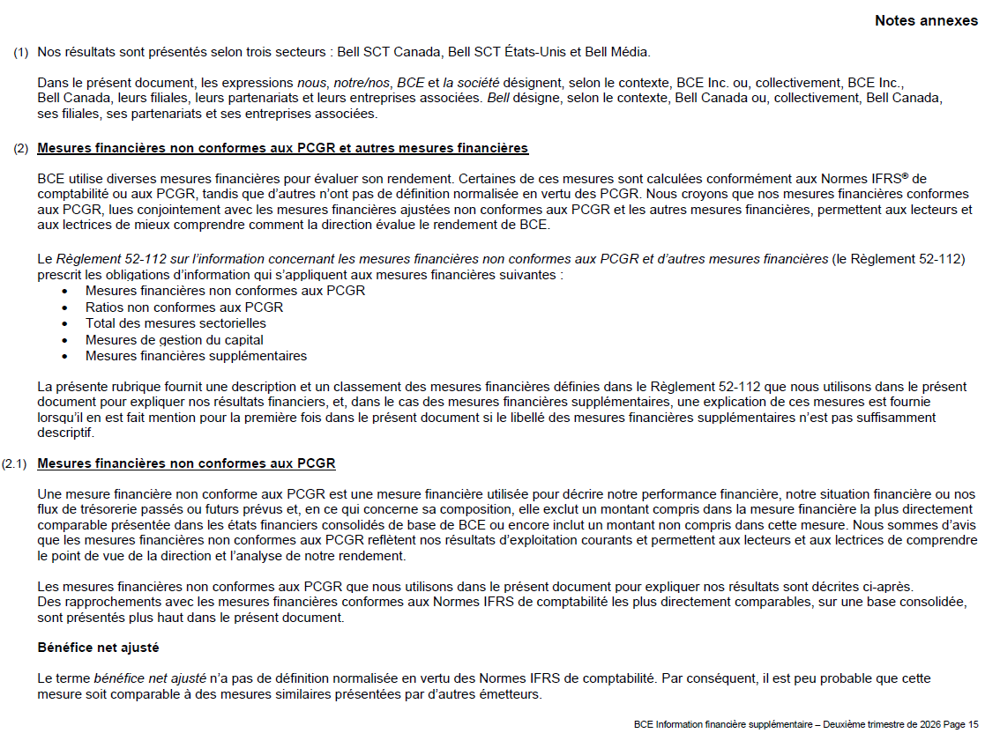 Notes annexes
(1) Nos résultats sont présentés selon trois secteurs : Bell SCT Canada, Bell SCT États-Unis et Bell Média.
Dans le présent document, les expressions nous, notre/nos, BCE et la société désignent, selon le contexte, BCE Inc. ou, collectivement, BCE Inc.,
Bell Canada, leurs filiales, leurs partenariats et leurs entreprises associées. Bell désigne, selon le contexte, Bell Canada ou, collectivement, Bell Canada,
ses filiales, ses partenariats et ses entreprises associées.
(2) Mesures financières non conformes aux PCGR et autres mesures financières
BCE utilise diverses mesures financières pour évaluer son rendement. Certaines de ces mesures sont calculées conformément aux Normes IFRS® de
comptabilité ou aux PCGR, tandis que d'autres n'ont pas de définition normalisée en vertu des PCGR. Nous croyons que nos mesures financières conformes
aux PCGR, lues conjointement avec les mesures financières ajustées non conformes aux PCGR et les autres mesures financières, permettent aux lecteurs et
aux lectrices de mieux comprendre comment la direction évalue le rendement de BCE.
Le Règlement 52-112 sur l'information concernant les mesures financières non conformes aux PCGR et d'autres mesures financières (le Règlement 52-112)
prescrit les obligations d'information qui s'appliquent aux mesures financières suivantes :
• Mesures financières non conformes aux PCGR
• Ratios non conformes aux PCGR
• Total des mesures sectorielles
• Mesures de gestion du capital
• Mesures financières supplémentaires
La présente rubrique fournit une description et un classement des mesures financières définies dans le Règlement 52-112 que nous utilisons dans le présent
document pour expliquer nos résultats financiers, et, dans le cas des mesures financières supplémentaires, une explication de ces mesures est fournie
lorsqu'il en est fait mention pour la première fois dans le présent document si le libellé des mesures financières supplémentaires n'est pas suffisamment
descriptif.
(2.1) Mesures financières non conformes aux PCGR
Une mesure financière non conforme aux PCGR est une mesure financière utilisée pour décrire notre performance financière, notre situation financière ou nos
flux de trésorerie passés ou futurs prévus et, en ce qui concerne sa composition, elle exclut un montant compris dans la mesure financière la plus directement
comparable présentée dans les états financiers consolidés de base de BCE ou encore inclut un montant non compris dans cette mesure. Nous sommes d'avis
que les mesures financières non conformes aux PCGR reflètent nos résultats d'exploitation courants et permettent aux lecteurs et aux lectrices de comprendre
le point de vue de la direction et l'analyse de notre rendement.
Les mesures financières non conformes aux PCGR que nous utilisons dans le présent document pour expliquer nos résultats sont décrites ci-après.
Des rapprochements avec les mesures financières conformes aux Normes IFRS de comptabilité les plus directement comparables, sur une base consolidée,
sont présentés plus haut dans le présent document.
Bénéfice net ajusté
Le terme bénéfice net ajusté n'a pas de définition normalisée en vertu des Normes IFRS de comptabilité. Par conséquent, il est peu probable que cette
mesure soit comparable à des mesures similaires présentées par d'autres émetteurs.
BCE Information financière supplémentaire – Deuxième trimestre de 2026 Page 15